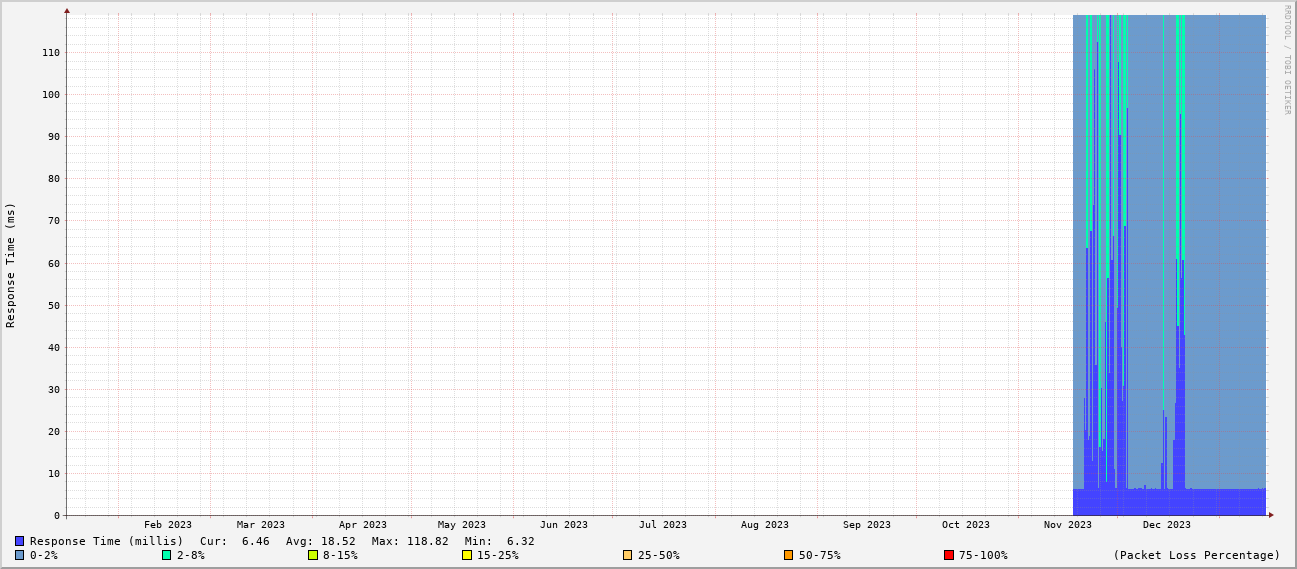 RRDTOOL / TOBI OETIKER
Response Time (ms)
110
100
90
80
70
60
50
40
30
20
10
0
Feb 2023 Mar 2023 Apr 2023 May 2023 Jun 2023 Jul 2023 Aug 2023 Sep 2023 Oct 2023 Nov 2023 Dec 2023
Response Time (millis) Cur: 6.46 Avg: 18.52 Max: 118.82 Min: 6.32
0-2% 2-8% 8-15% 15-25% 25-50% 50-75% 75-100% (Packet Loss Percentage)